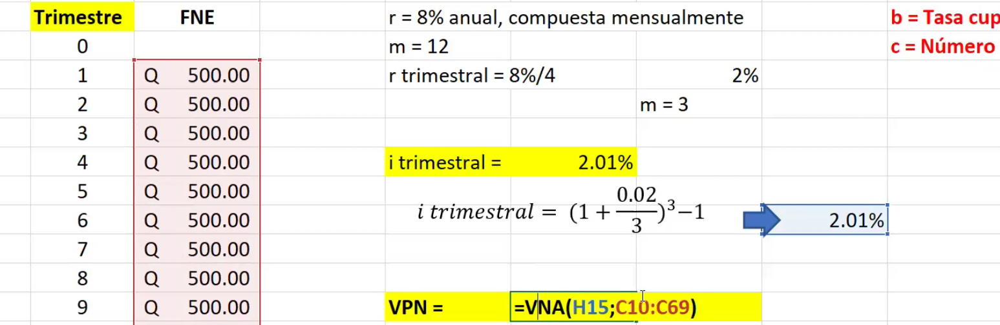 Trimestre FNE r = 8% anual, compuesta mensualmente b = Tasa cup
0 m = 12 c = Número
1 Q 500.00 r trimestral = 8%/4 2%
2 Q 500.00 m = 3
3 Q 500.00
4 Q 500.00 i trimestral = 2.01%
5 Q 500.00
6 Q 500.00 i trimestral = (1 + 0.02/3)³−1 2.01%
7 Q 500.00
8 Q 500.00
9 Q 500.00 VPN = =VNA(H15;C10:C69)